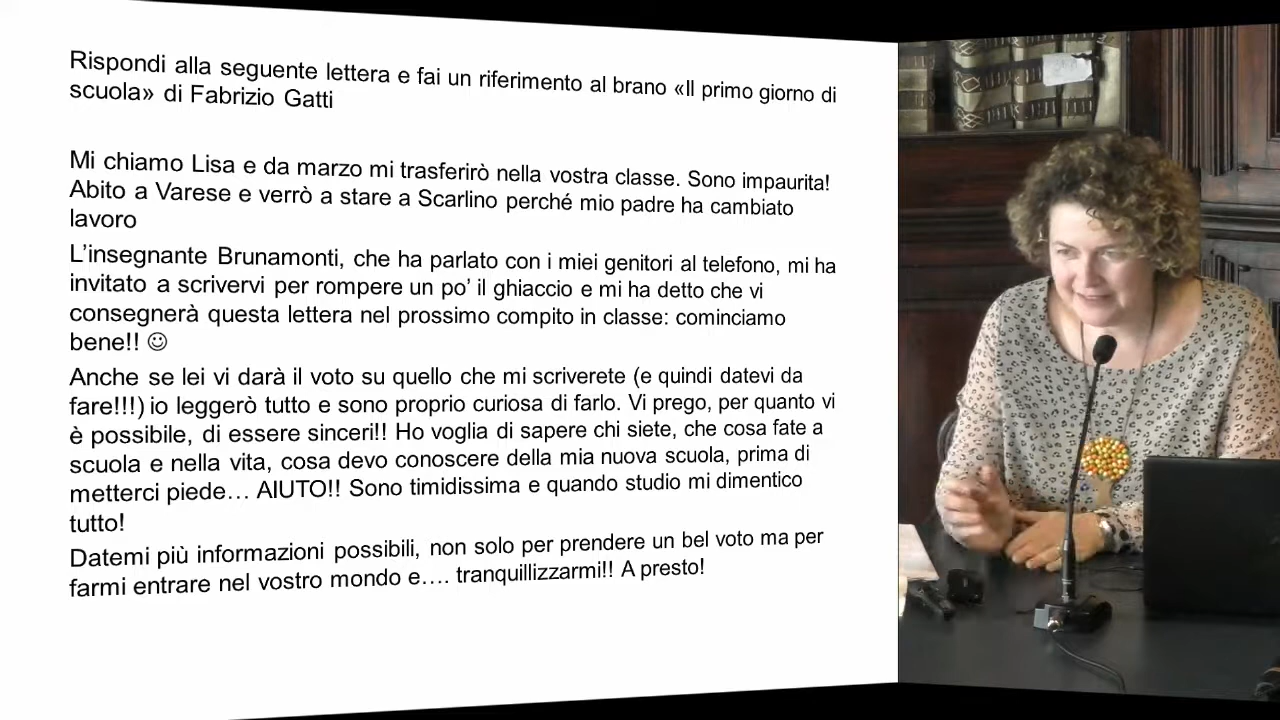 Rispondi alla seguente lettera e fai un riferimento al brano «Il primo giorno di
scuola» di Fabrizio Gatti
Mi chiamo Lisa e da marzo mi trasferirò nella vostra classe. Sono impaurita!
Abito a Varese e verrò a stare a Scarlino perché mio padre ha cambiato
lavoro
L’insegnante Brunamonti, che ha parlato con i miei genitori al telefono, mi ha
invitato a scrivervi per rompere un po’ il ghiaccio e mi ha detto che vi
consegnerà questa lettera nel prossimo compito in classe: cominciamo
bene!! ☺
Anche se lei vi darà il voto su quello che mi scriverete (e quindi datevi da
fare!!!) io leggerò tutto e sono proprio curiosa di farlo. Vi prego, per quanto vi
è possibile, di essere sinceri!! Ho voglia di sapere chi siete, che cosa fate a
scuola e nella vita, cosa devo conoscere della mia nuova scuola, prima di
metterci piede… AIUTO!! Sono timidissima e quando studio mi dimentico
tutto!
Datemi più informazioni possibili, non solo per prendere un bel voto ma per
farmi entrare nel vostro mondo e…. tranquillizzarmi!! A presto!